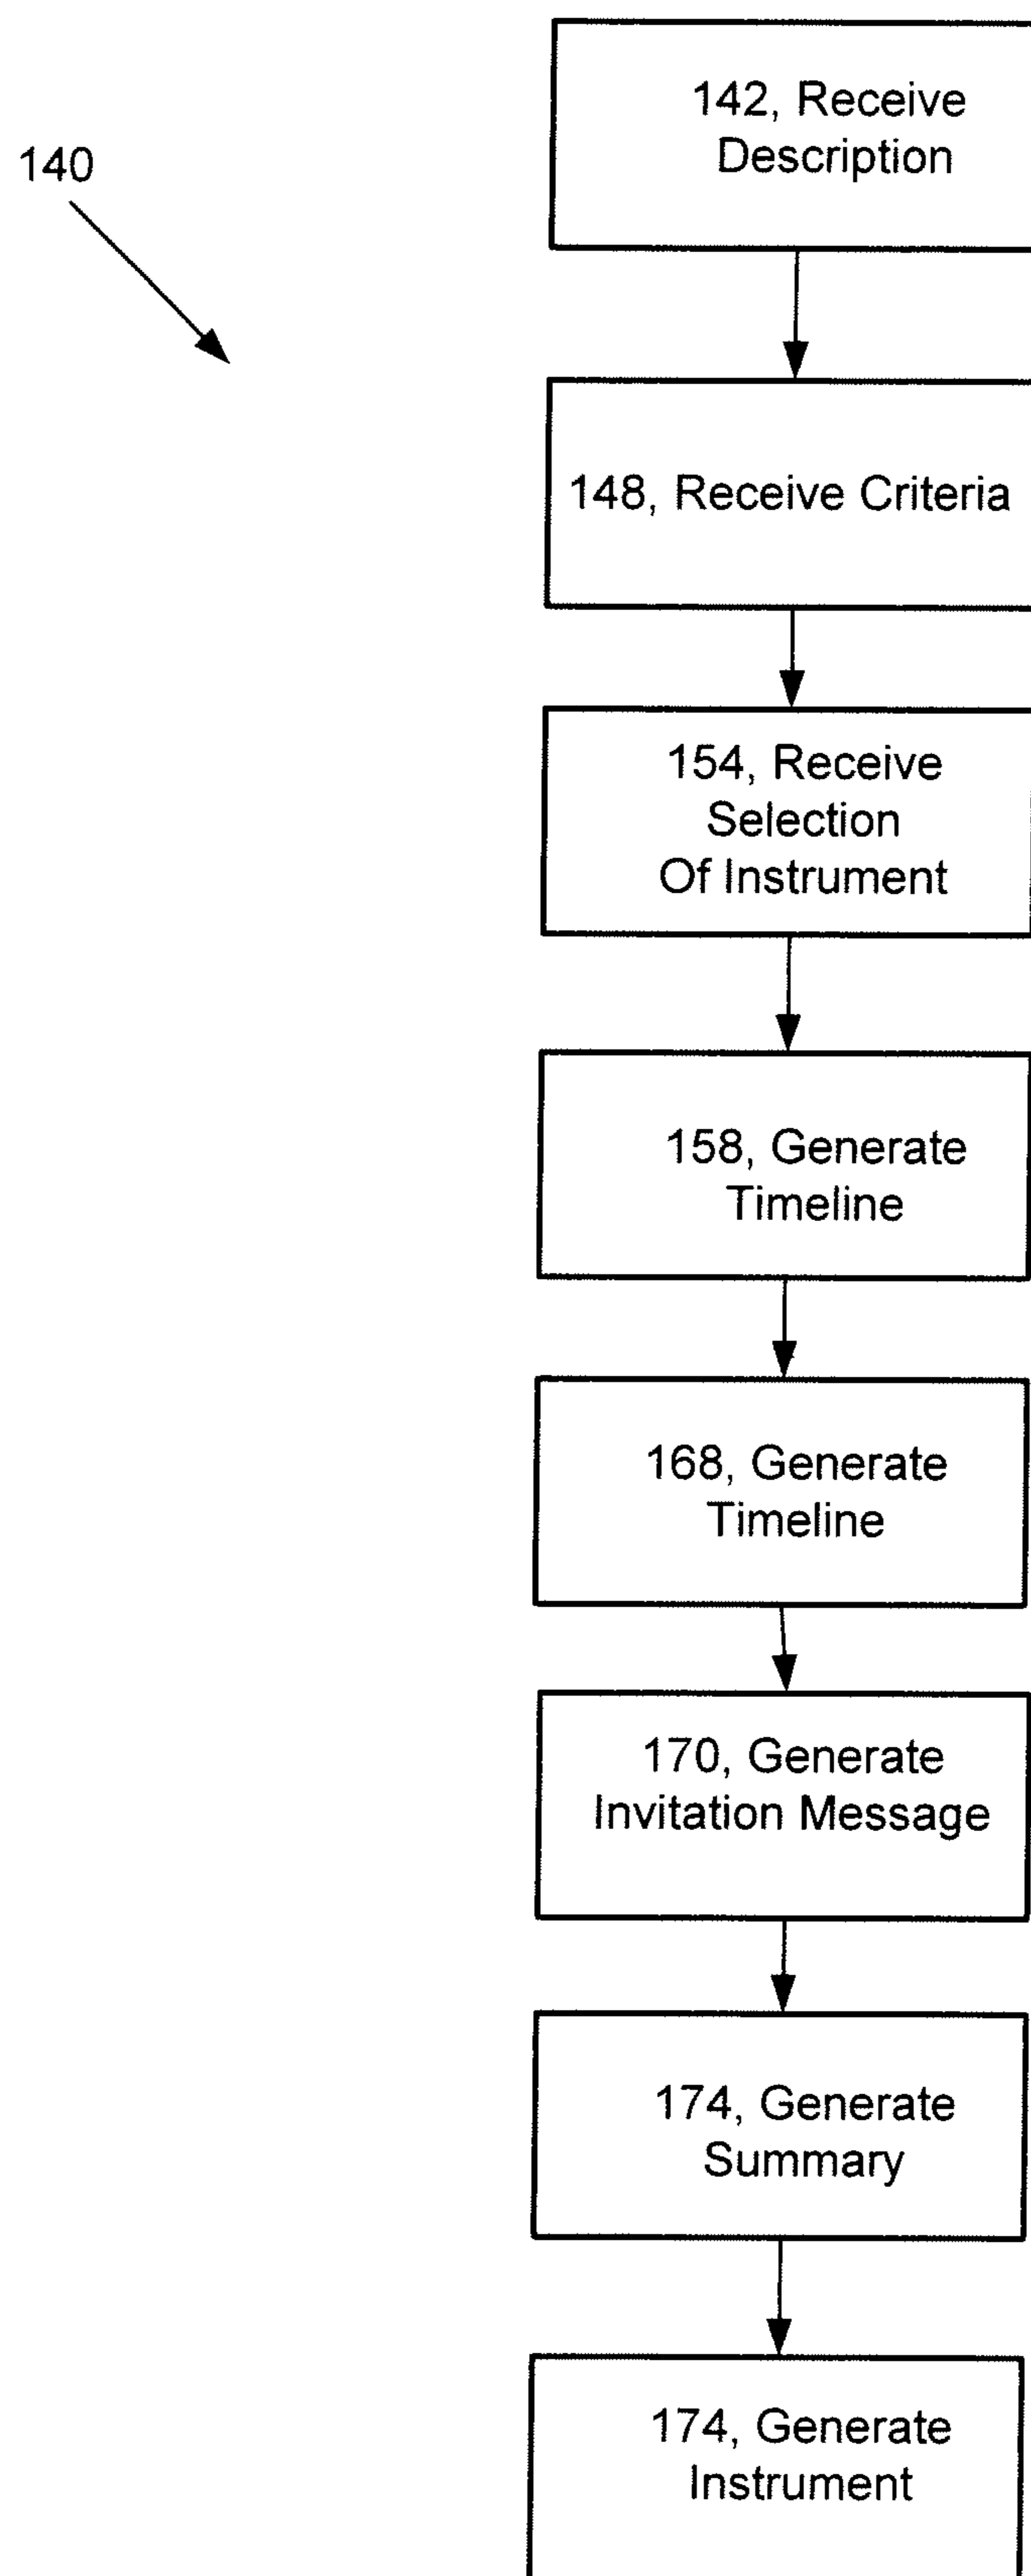 142, Receive
Description
140
148, Receive Criteria
154, Receive
Selection
Of Instrument
158, Generate
Timeline
168, Generate
Timeline
170, Generate
Invitation Message
174, Generate
Summary
174, Generate
Instrument